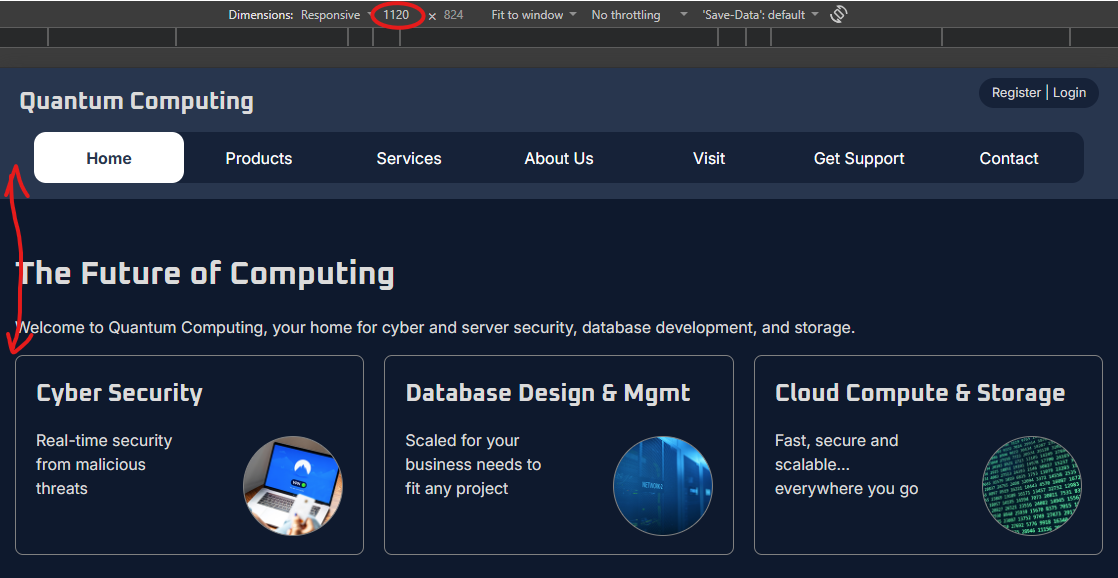 Dimensions: Responsive 1120 × 824 Fit to window No throttling 'Save-Data': default
Quantum Computing
Register | Login
Home Products Services About Us Visit Get Support Contact
The Future of Computing
Welcome to Quantum Computing, your home for cyber and server security, database development, and storage.
Cyber Security
Real-time security
from malicious
threats
Database Design & Mgmt
Scaled for your
business needs to
fit any project
Cloud Compute & Storage
Fast, secure and
scalable...
everywhere you go